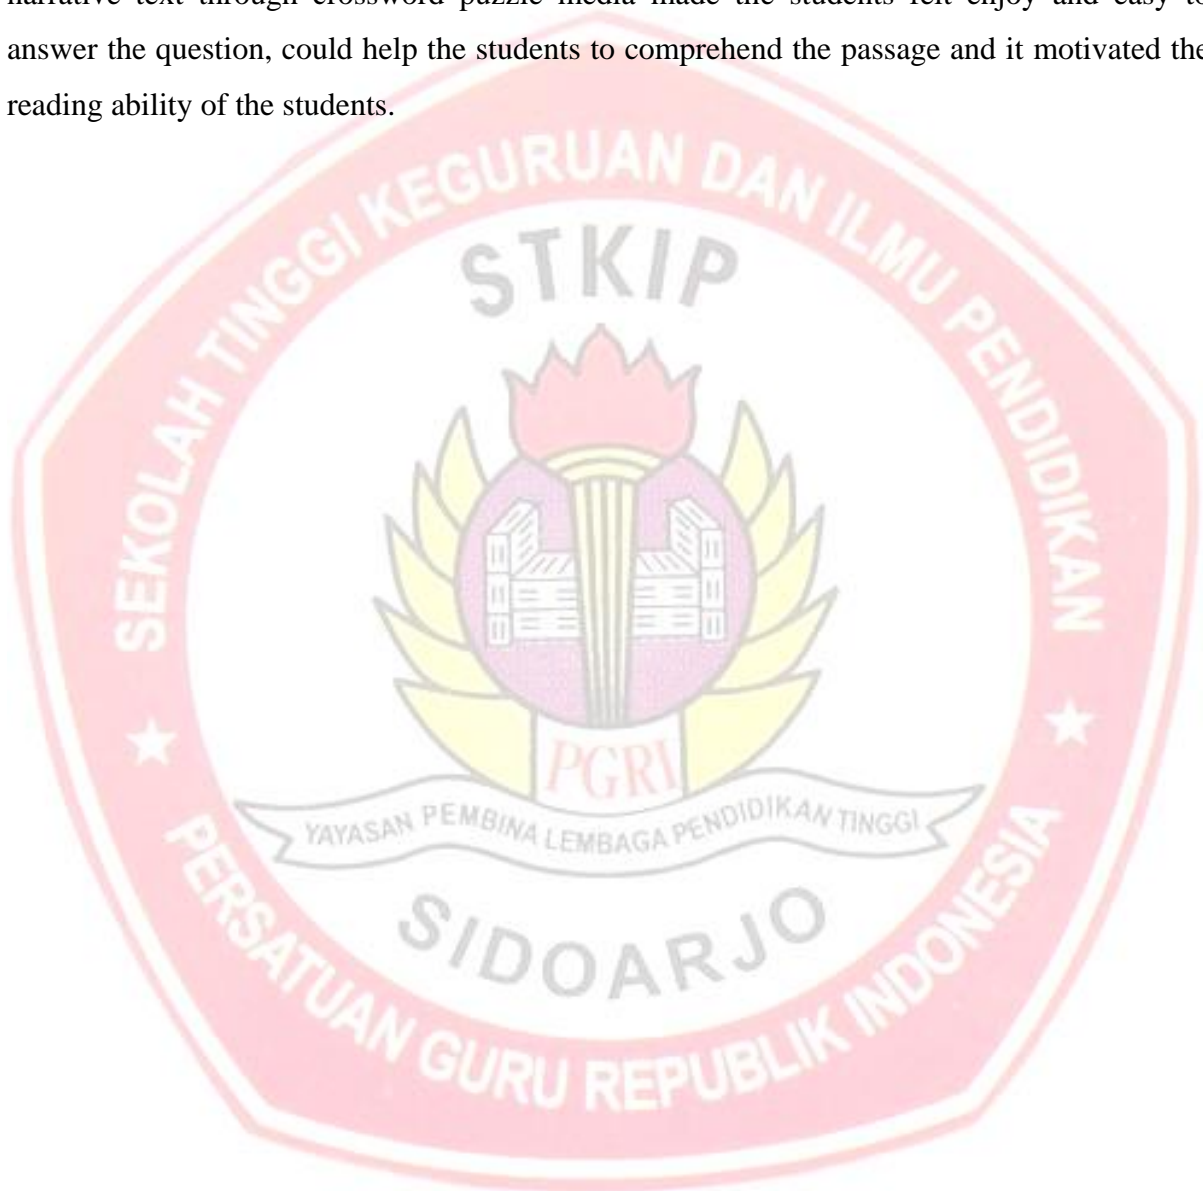 narrative text through crossword puzzle media made the students felt enjoy and easy to
answer the question, could help the students to comprehend the passage and it motivated the
reading ability of the students.
SEKOLAH TINGGI KEGURUAN DAN ILMU PENDIDIKAN
STKIP
PGRI
YAYASAN PEMBINA LEMBAGA PENDIDIKAN TINGGI
SIDOARJO
PERSATUAN GURU REPUBLIK INDONESIA